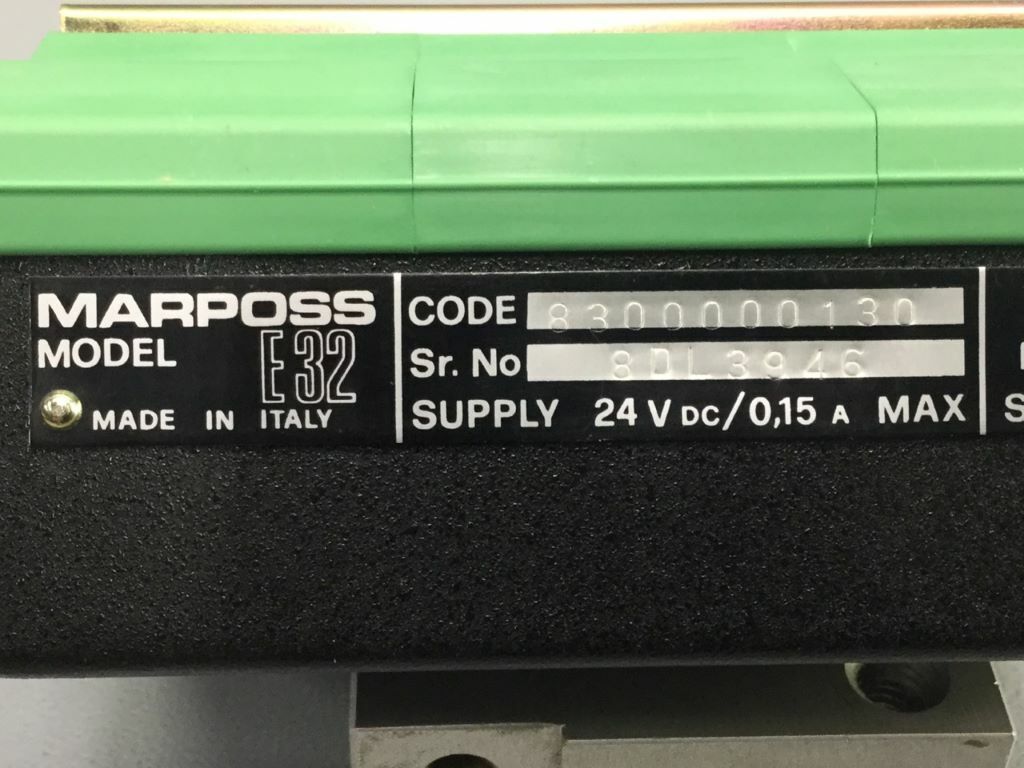 MARPOSS
MODEL E32
MADE IN ITALY
CODE 8300000130
Sr. No 8DL3946
SUPPLY 24 V DC/0,15 A MAX
S